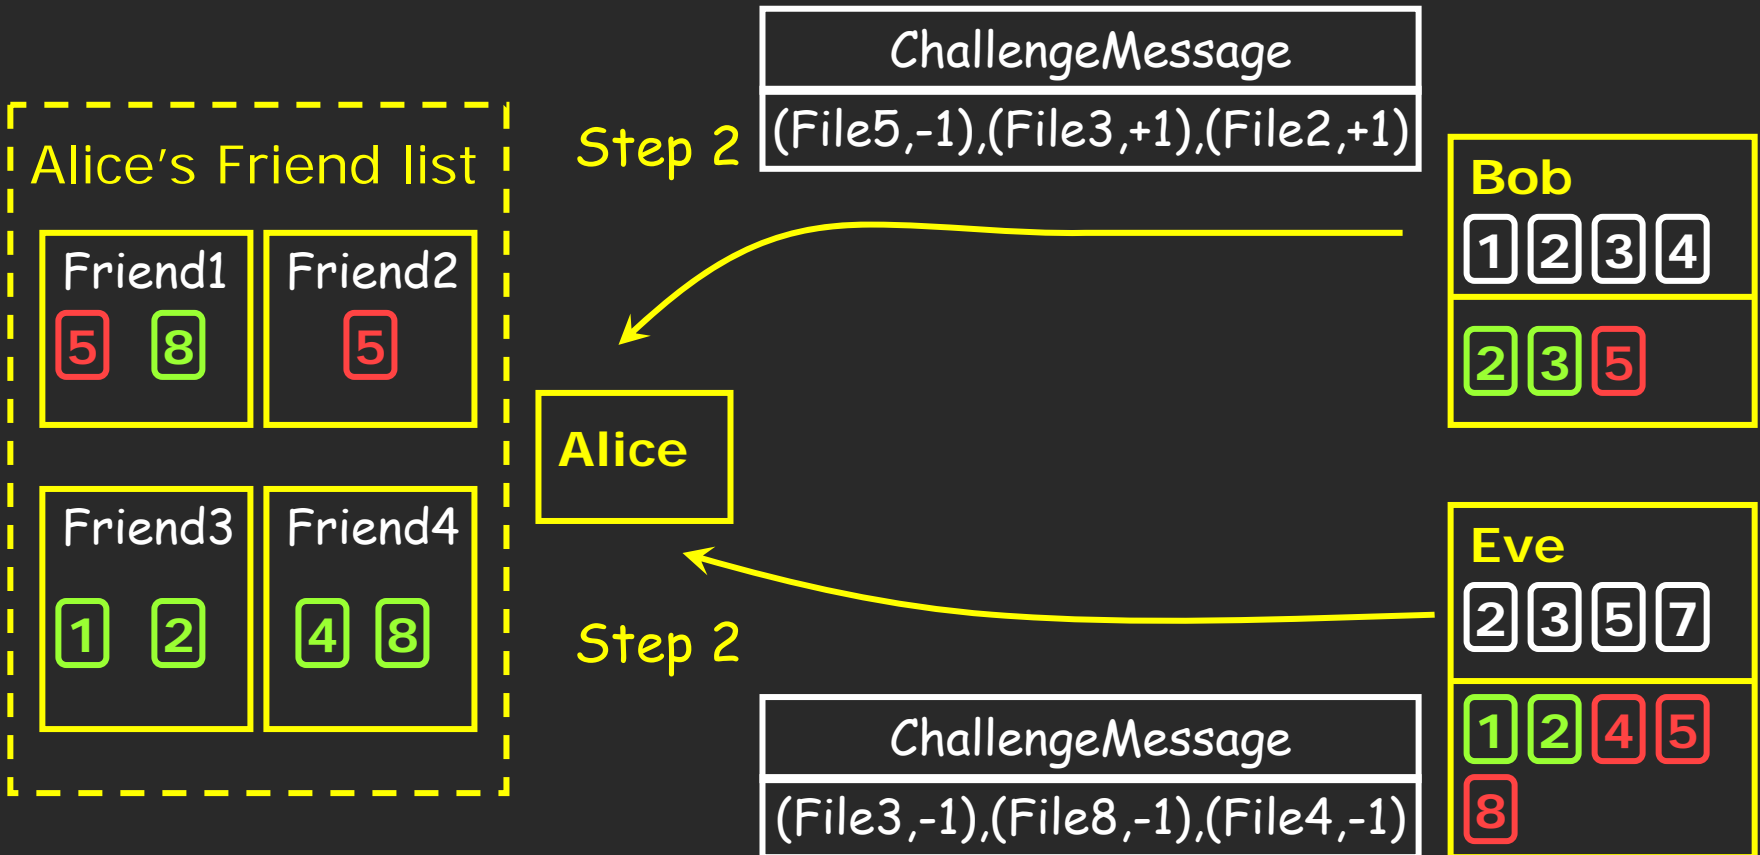 ChallengeMessage
(File5,-1),(File3,+1),(File2,+1)
Step 2
Alice's Friend list
Friend1
5 8
Friend2
5
Friend3
1 2
Friend4
4 8
Alice
Bob
1 2 3 4
2 3 5
Eve
2 3 5 7
1 2 4 5
8
Step 2
ChallengeMessage
(File3,-1),(File8,-1),(File4,-1)